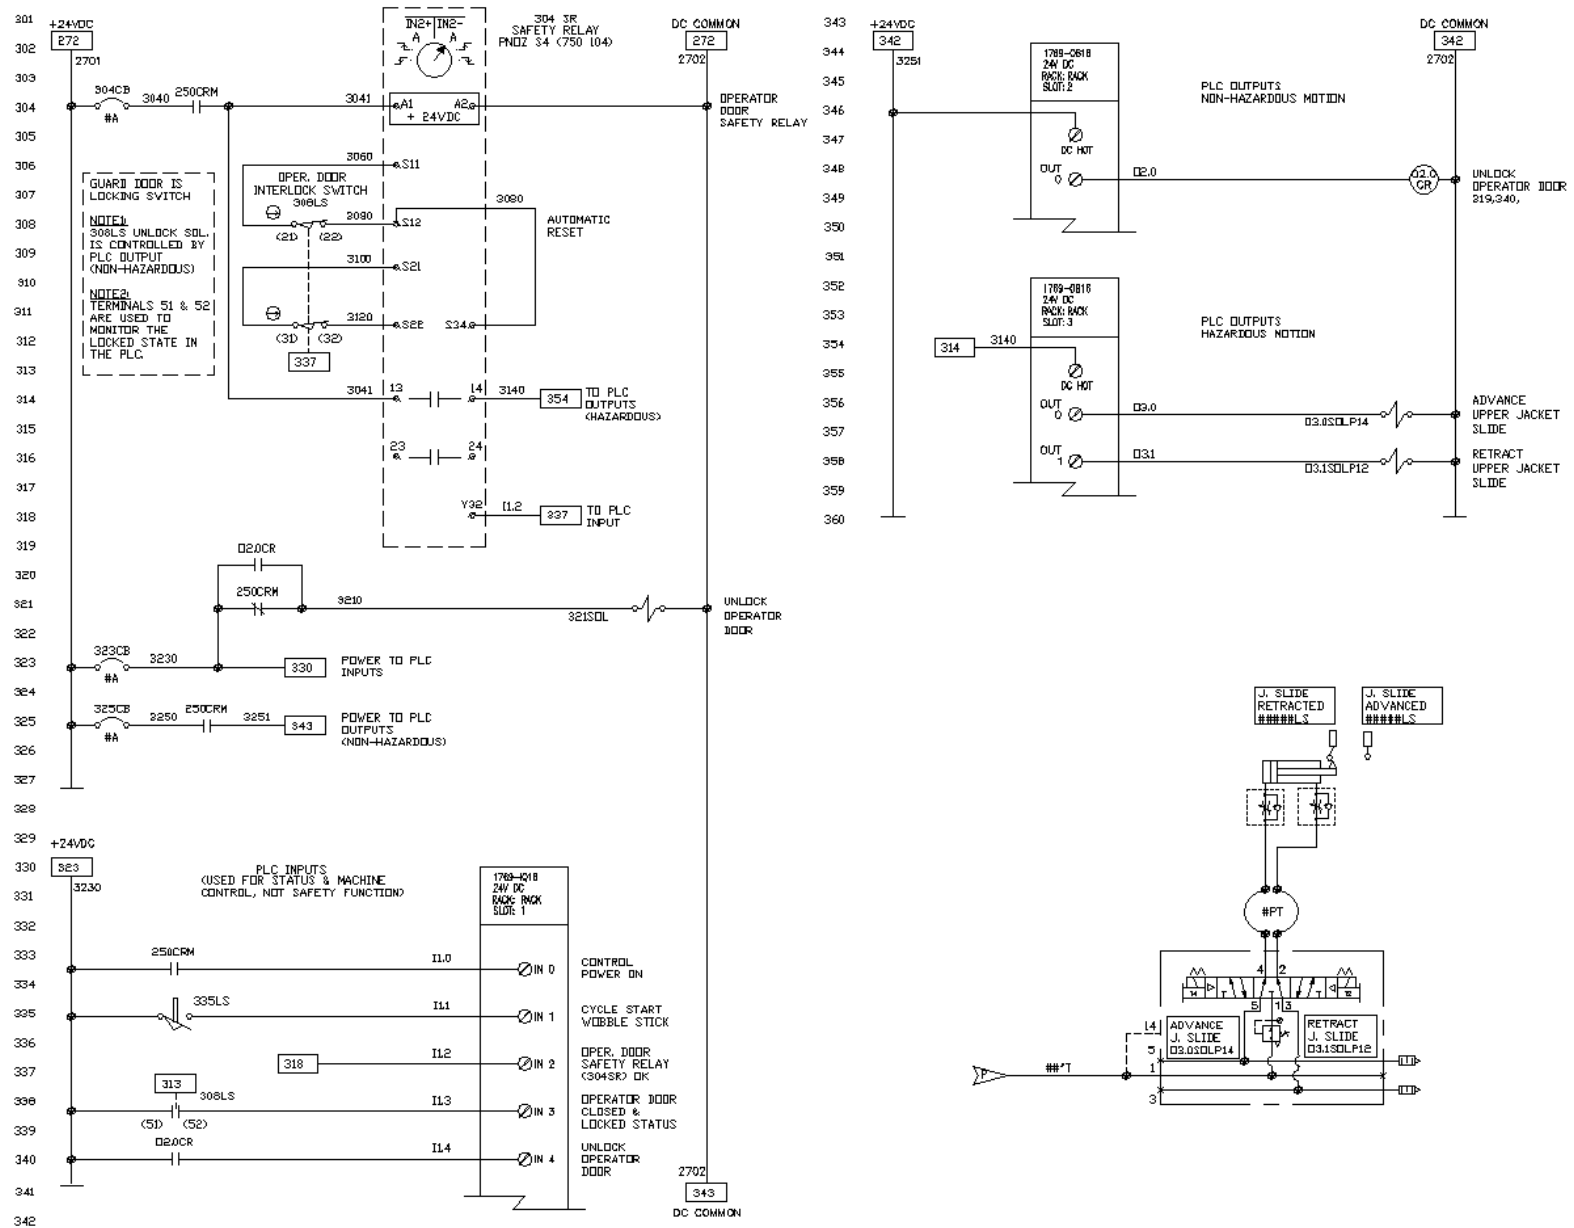 301
302
303
304
305
306
307
308
309
310
311
312
313
314
315
316
317
318
319
320
321
322
323
324
325
326
327
328
329
330
331
332
333
334
335
336
337
338
339
340
341
342
+24VDC
272
2701
304CB
#A
3040
250CRM
3041
IN2+ IN2-
A A
304 SR
SAFETY RELAY
PNOZ S4 (750 104)
A1 A2
+ 24VDC
DC COMMON
272
2702
OPERATOR
DOOR
SAFETY RELAY
GUARD DOOR IS
LOCKING SWITCH
NOTE1:
308LS UNLOCK SOL.
IS CONTROLLED BY
PLC OUTPUT
(NON-HAZARDOUS)
NOTE2:
TERMINALS 51 & 52
ARE USED TO
MONITOR THE
LOCKED STATE IN
THE PLC.
3060
S11
OPER. DOOR
INTERLOCK SWITCH
308LS
3080
(21) (22)
S12
3080
AUTOMATIC
RESET
3100
S21
3120
(31) (32)
S22 S34
337
3041
13 14
3140
354
TO PLC
OUTPUTS
(HAZARDOUS)
23 24
Y32
I1.2
337
TO PLC
INPUT
O2.0CR
250CRM
3210
321SOL
UNLOCK
OPERATOR
DOOR
323CB
#A
3230
330
POWER TO PLC
INPUTS
325CB
#A
3250
250CRM
3251
343
POWER TO PLC
OUTPUTS
(NON-HAZARDOUS)
+24VDC
323
3230
PLC INPUTS
(USED FOR STATUS & MACHINE
CONTROL, NOT SAFETY FUNCTION)
1769-IQ16
24V DC
RACK: RACK
SLOT: 1
250CRM
I1.0
IN 0
CONTROL
POWER ON
335LS
I1.1
IN 1
CYCLE START
WOBBLE STICK
318
I1.2
IN 2
OPER. DOOR
SAFETY RELAY
(304SR) OK
313
308LS
(51) (52)
I1.3
IN 3
OPERATOR DOOR
CLOSED &
LOCKED STATUS
O2.0CR
I1.4
IN 4
UNLOCK
OPERATOR
DOOR
2702
343
DC COMMON
343
344
345
346
347
348
349
350
351
352
353
354
355
356
357
358
359
360
+24VDC
342
3251
1769-OB16
24V DC
RACK: RACK
SLOT: 2
DC HOT
OUT
0
O2.0
PLC OUTPUTS
NON-HAZARDOUS MOTION
DC COMMON
342
2702
O2.0
CR
UNLOCK
OPERATOR DOOR
319,340,
1769-OB16
24V DC
RACK: RACK
SLOT: 3
PLC OUTPUTS
HAZARDOUS MOTION
314
3140
DC HOT
OUT
0
O3.0
O3.0SOLP14
ADVANCE
UPPER JACKET
SLIDE
OUT
1
O3.1
O3.1SOLP12
RETRACT
UPPER JACKET
SLIDE
J. SLIDE
RETRACTED
#####LS
J. SLIDE
ADVANCED
#####LS
#PT
4 2
14
12
5 1 3
ADVANCE
J. SLIDE
O3.0SOLP14
RETRACT
J. SLIDE
O3.1SOLP12
14
5
1
3
P
##"T